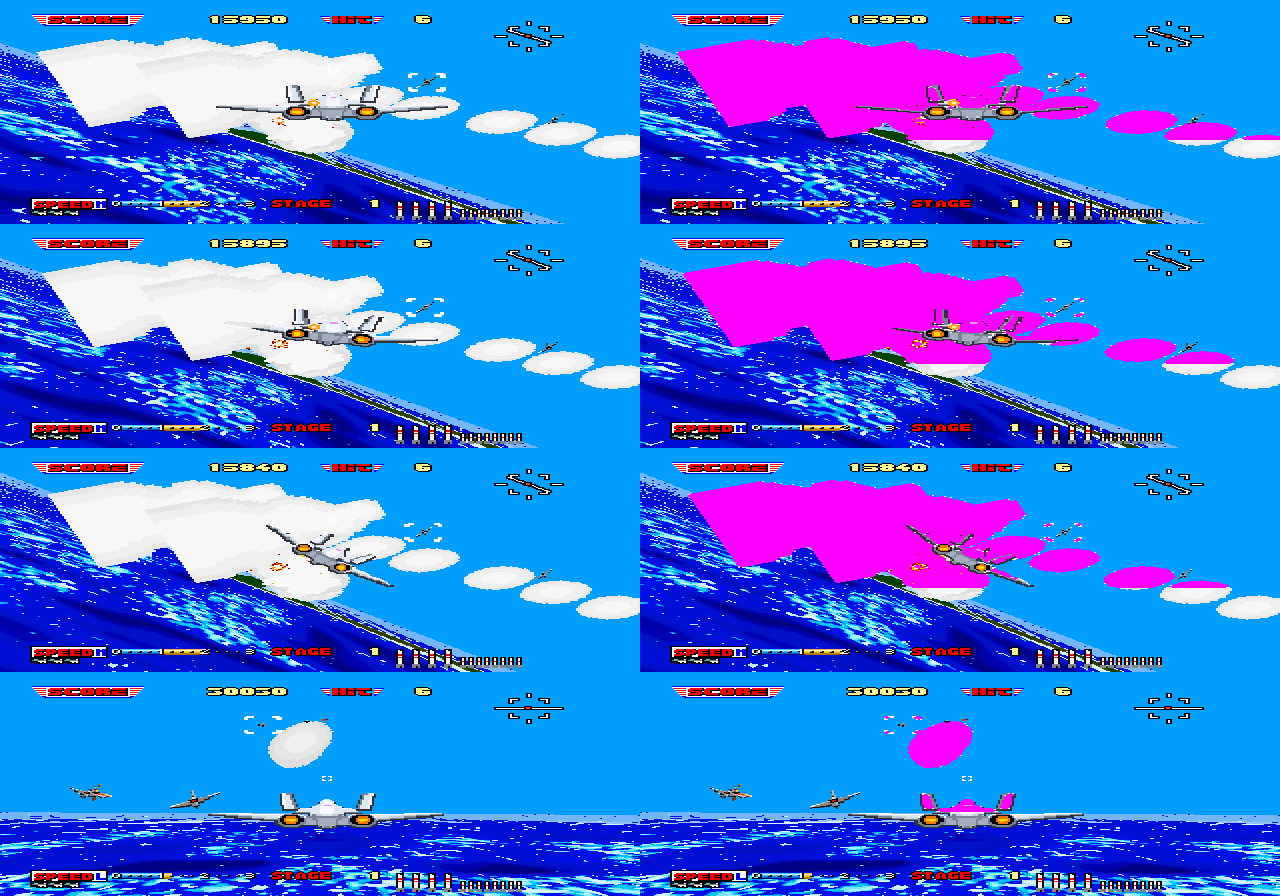 SCORE 15950 HIT 6 SCORE 15950 HIT 6
SPEED STAGE 1 SPEED STAGE 1
SCORE 15895 HIT 6 SCORE 15895 HIT 6
SPEED STAGE 1 SPEED STAGE 1
SCORE 15840 HIT 6 SCORE 15840 HIT 6
SPEED STAGE 1 SPEED STAGE 1
SCORE 30030 HIT 6 SCORE 30030 HIT 6
SPEED L STAGE 1 SPEED L STAGE 1